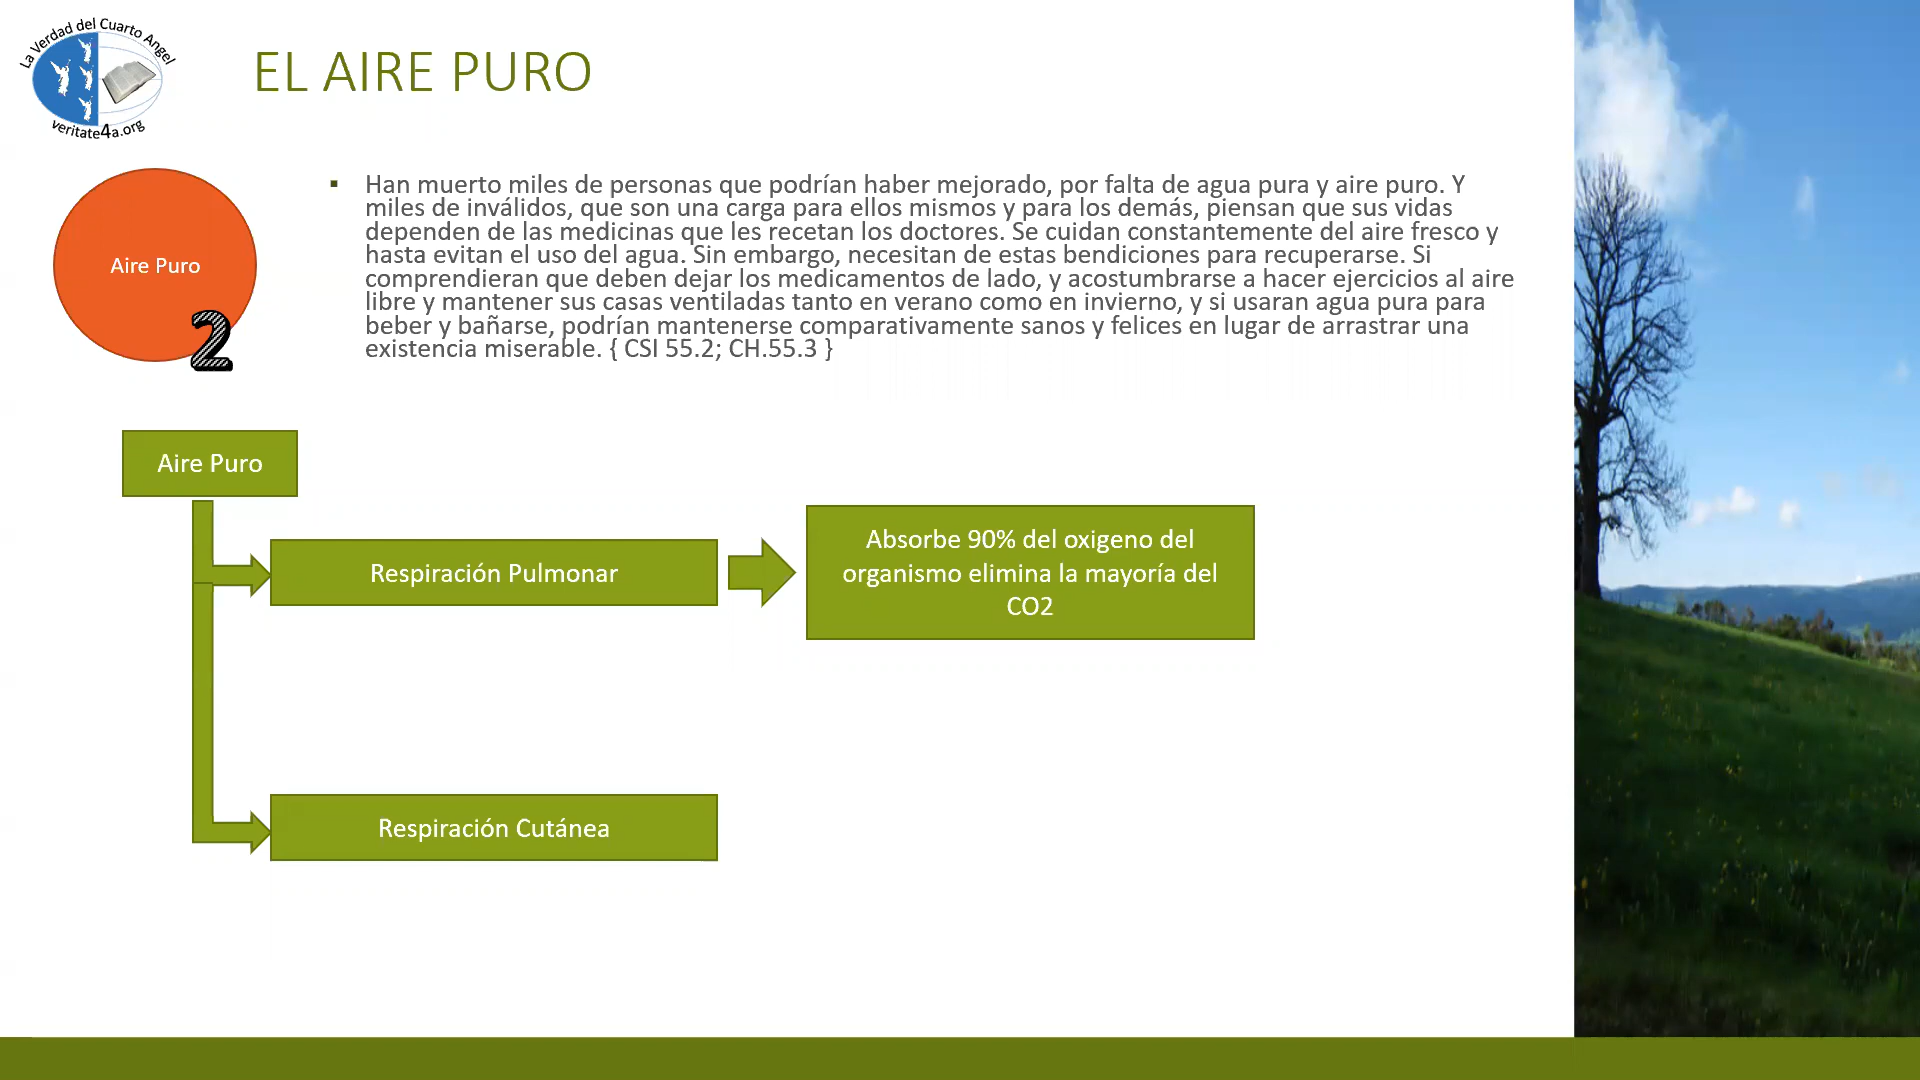 La Verdad del Cuarto Angel
veritate4a.org
EL AIRE PURO
Aire Puro
2
▪ Han muerto miles de personas que podrían haber mejorado, por falta de agua pura y aire puro. Y
miles de inválidos, que son una carga para ellos mismos y para los demás, piensan que sus vidas
dependen de las medicinas que les recetan los doctores. Se cuidan constantemente del aire fresco y
hasta evitan el uso del agua. Sin embargo, necesitan de estas bendiciones para recuperarse. Si
comprendieran que deben dejar los medicamentos de lado, y acostumbrarse a hacer ejercicios al aire
libre y mantener sus casas ventiladas tanto en verano como en invierno, y si usaran agua pura para
beber y bañarse, podrían mantenerse comparativamente sanos y felices en lugar de arrastrar una
existencia miserable. { CSI 55.2; CH.55.3 }
Aire Puro
Respiración Pulmonar
Absorbe 90% del oxigeno del
organismo elimina la mayoría del
CO2
Respiración Cutánea